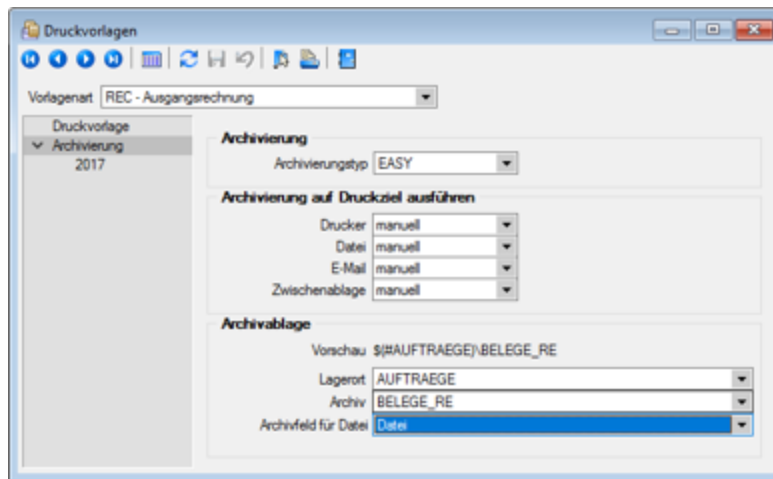 Druckvorlagen
Vorlagenart REC - Ausgangsrechnung
Druckvorlage
Archivierung
2017
Archivierung
Archivierungstyp EASY
Archivierung auf Druckziel ausführen
Drucker manuell
Datei manuell
E-Mail manuell
Zwischenablage manuell
Archivablage
Vorschau $(#AUFTRAEGE)\BELEGE_RE
Lagerort AUFTRAEGE
Archiv BELEGE_RE
Archivfeld für Datei Datei